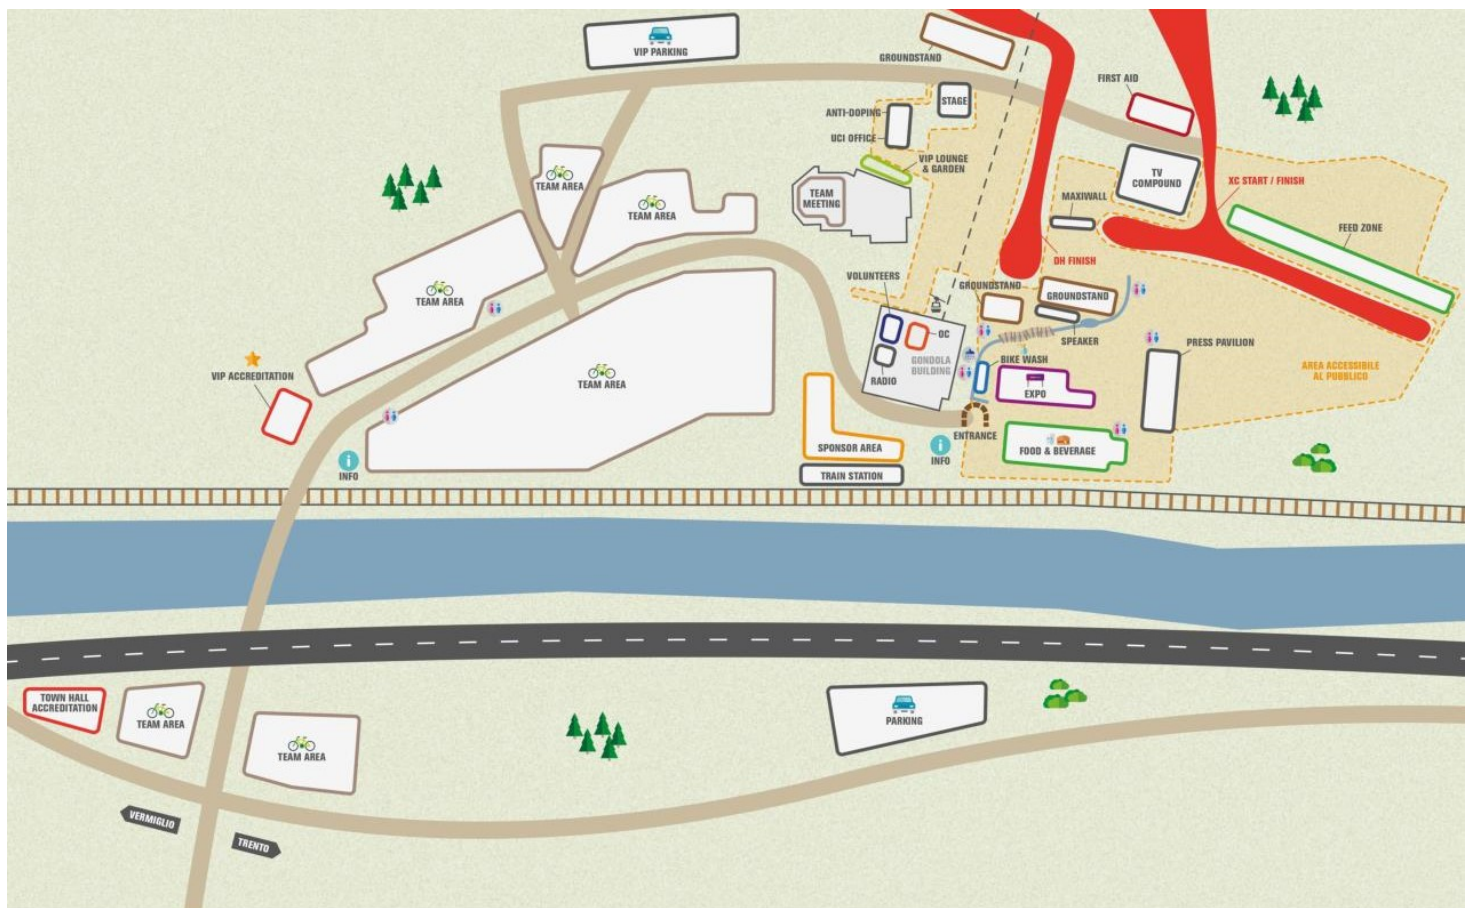 VIP PARKING
GROUNDSTAND
FIRST AID
STAGE
ANTI-DOPING
UCI OFFICE
VIP LOUNGE
& GARDEN
TV
COMPOUND
XC START / FINISH
TEAM AREA
TEAM AREA
TEAM
MEETING
MAXIWALL
FEED ZONE
DH FINISH
VOLUNTEERS
GROUNDSTAND
GROUNDSTAND
TEAM AREA
OC
SPEAKER
PRESS PAVILION
GONDOLA
BUILDING
BIKE WASH
RADIO
AREA ACCESSIBILE
AL PUBBLICO
VIP ACCREDITATION
TEAM AREA
EXPO
ENTRANCE
SPONSOR AREA
FOOD & BEVERAGE
INFO
INFO
TRAIN STATION
TOWN HALL
ACCREDITATION
TEAM AREA
PARKING
TEAM AREA
VERMIGLIO
TRENTO